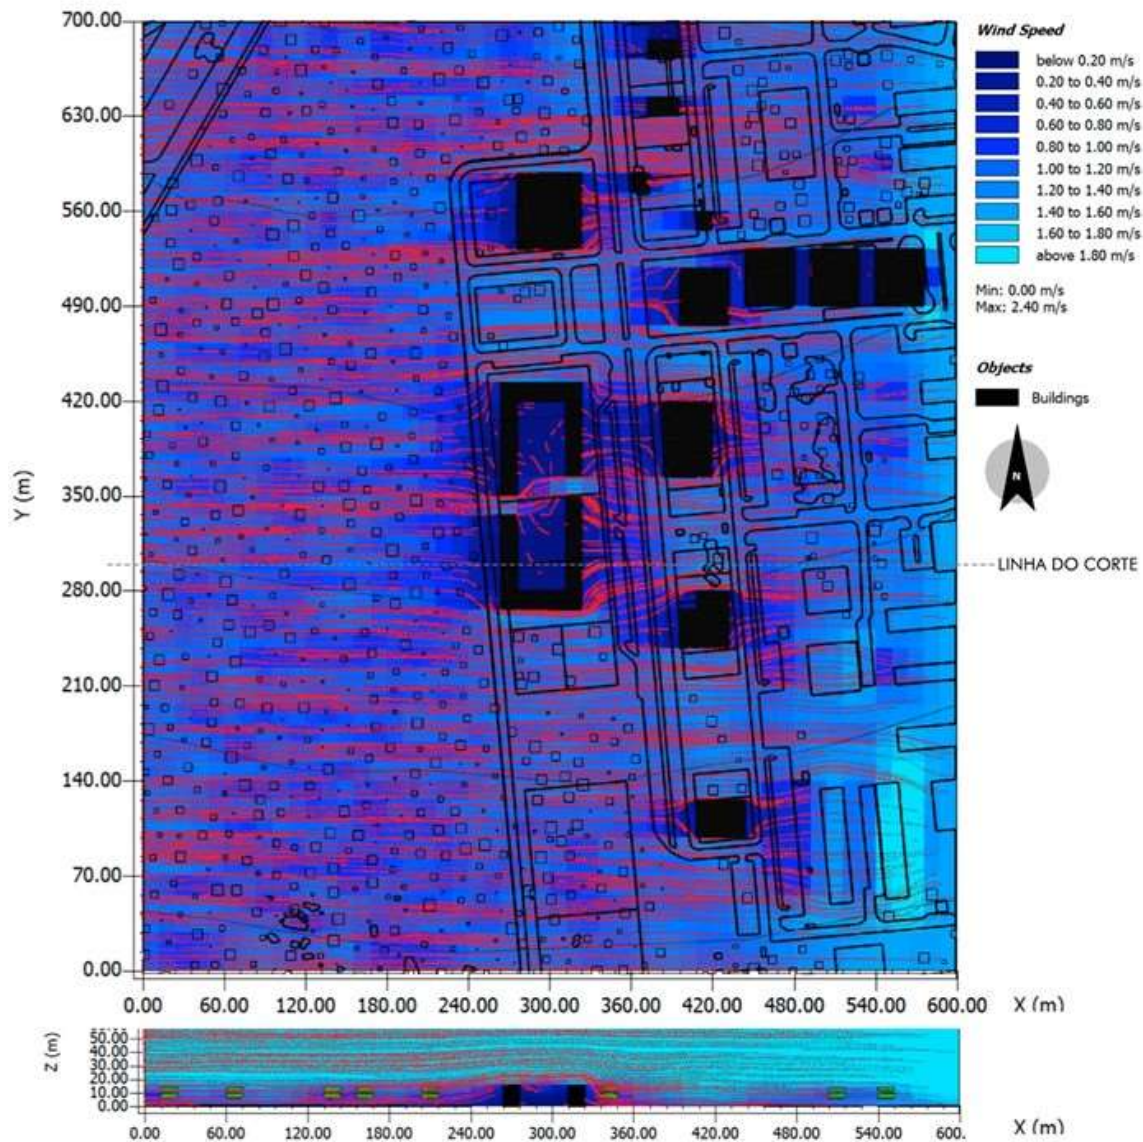 700.00
630.00
560.00
490.00
420.00
350.00
280.00
210.00
140.00
70.00
0.00
Y (m)
0.00 60.00 120.00 180.00 240.00 300.00 360.00 420.00 480.00 540.00 600.00 X (m)
Wind Speed
below 0.20 m/s
0.20 to 0.40 m/s
0.40 to 0.60 m/s
0.60 to 0.80 m/s
0.80 to 1.00 m/s
1.00 to 1.20 m/s
1.20 to 1.40 m/s
1.40 to 1.60 m/s
1.60 to 1.80 m/s
above 1.80 m/s
Min: 0.00 m/s
Max: 2.40 m/s
Objects
Buildings
N
LINHA DO CORTE
Z (m)
50.00
40.00
30.00
20.00
10.00
0.00
0.00 60.00 120.00 180.00 240.00 300.00 360.00 420.00 480.00 540.00 600.00 X (m)